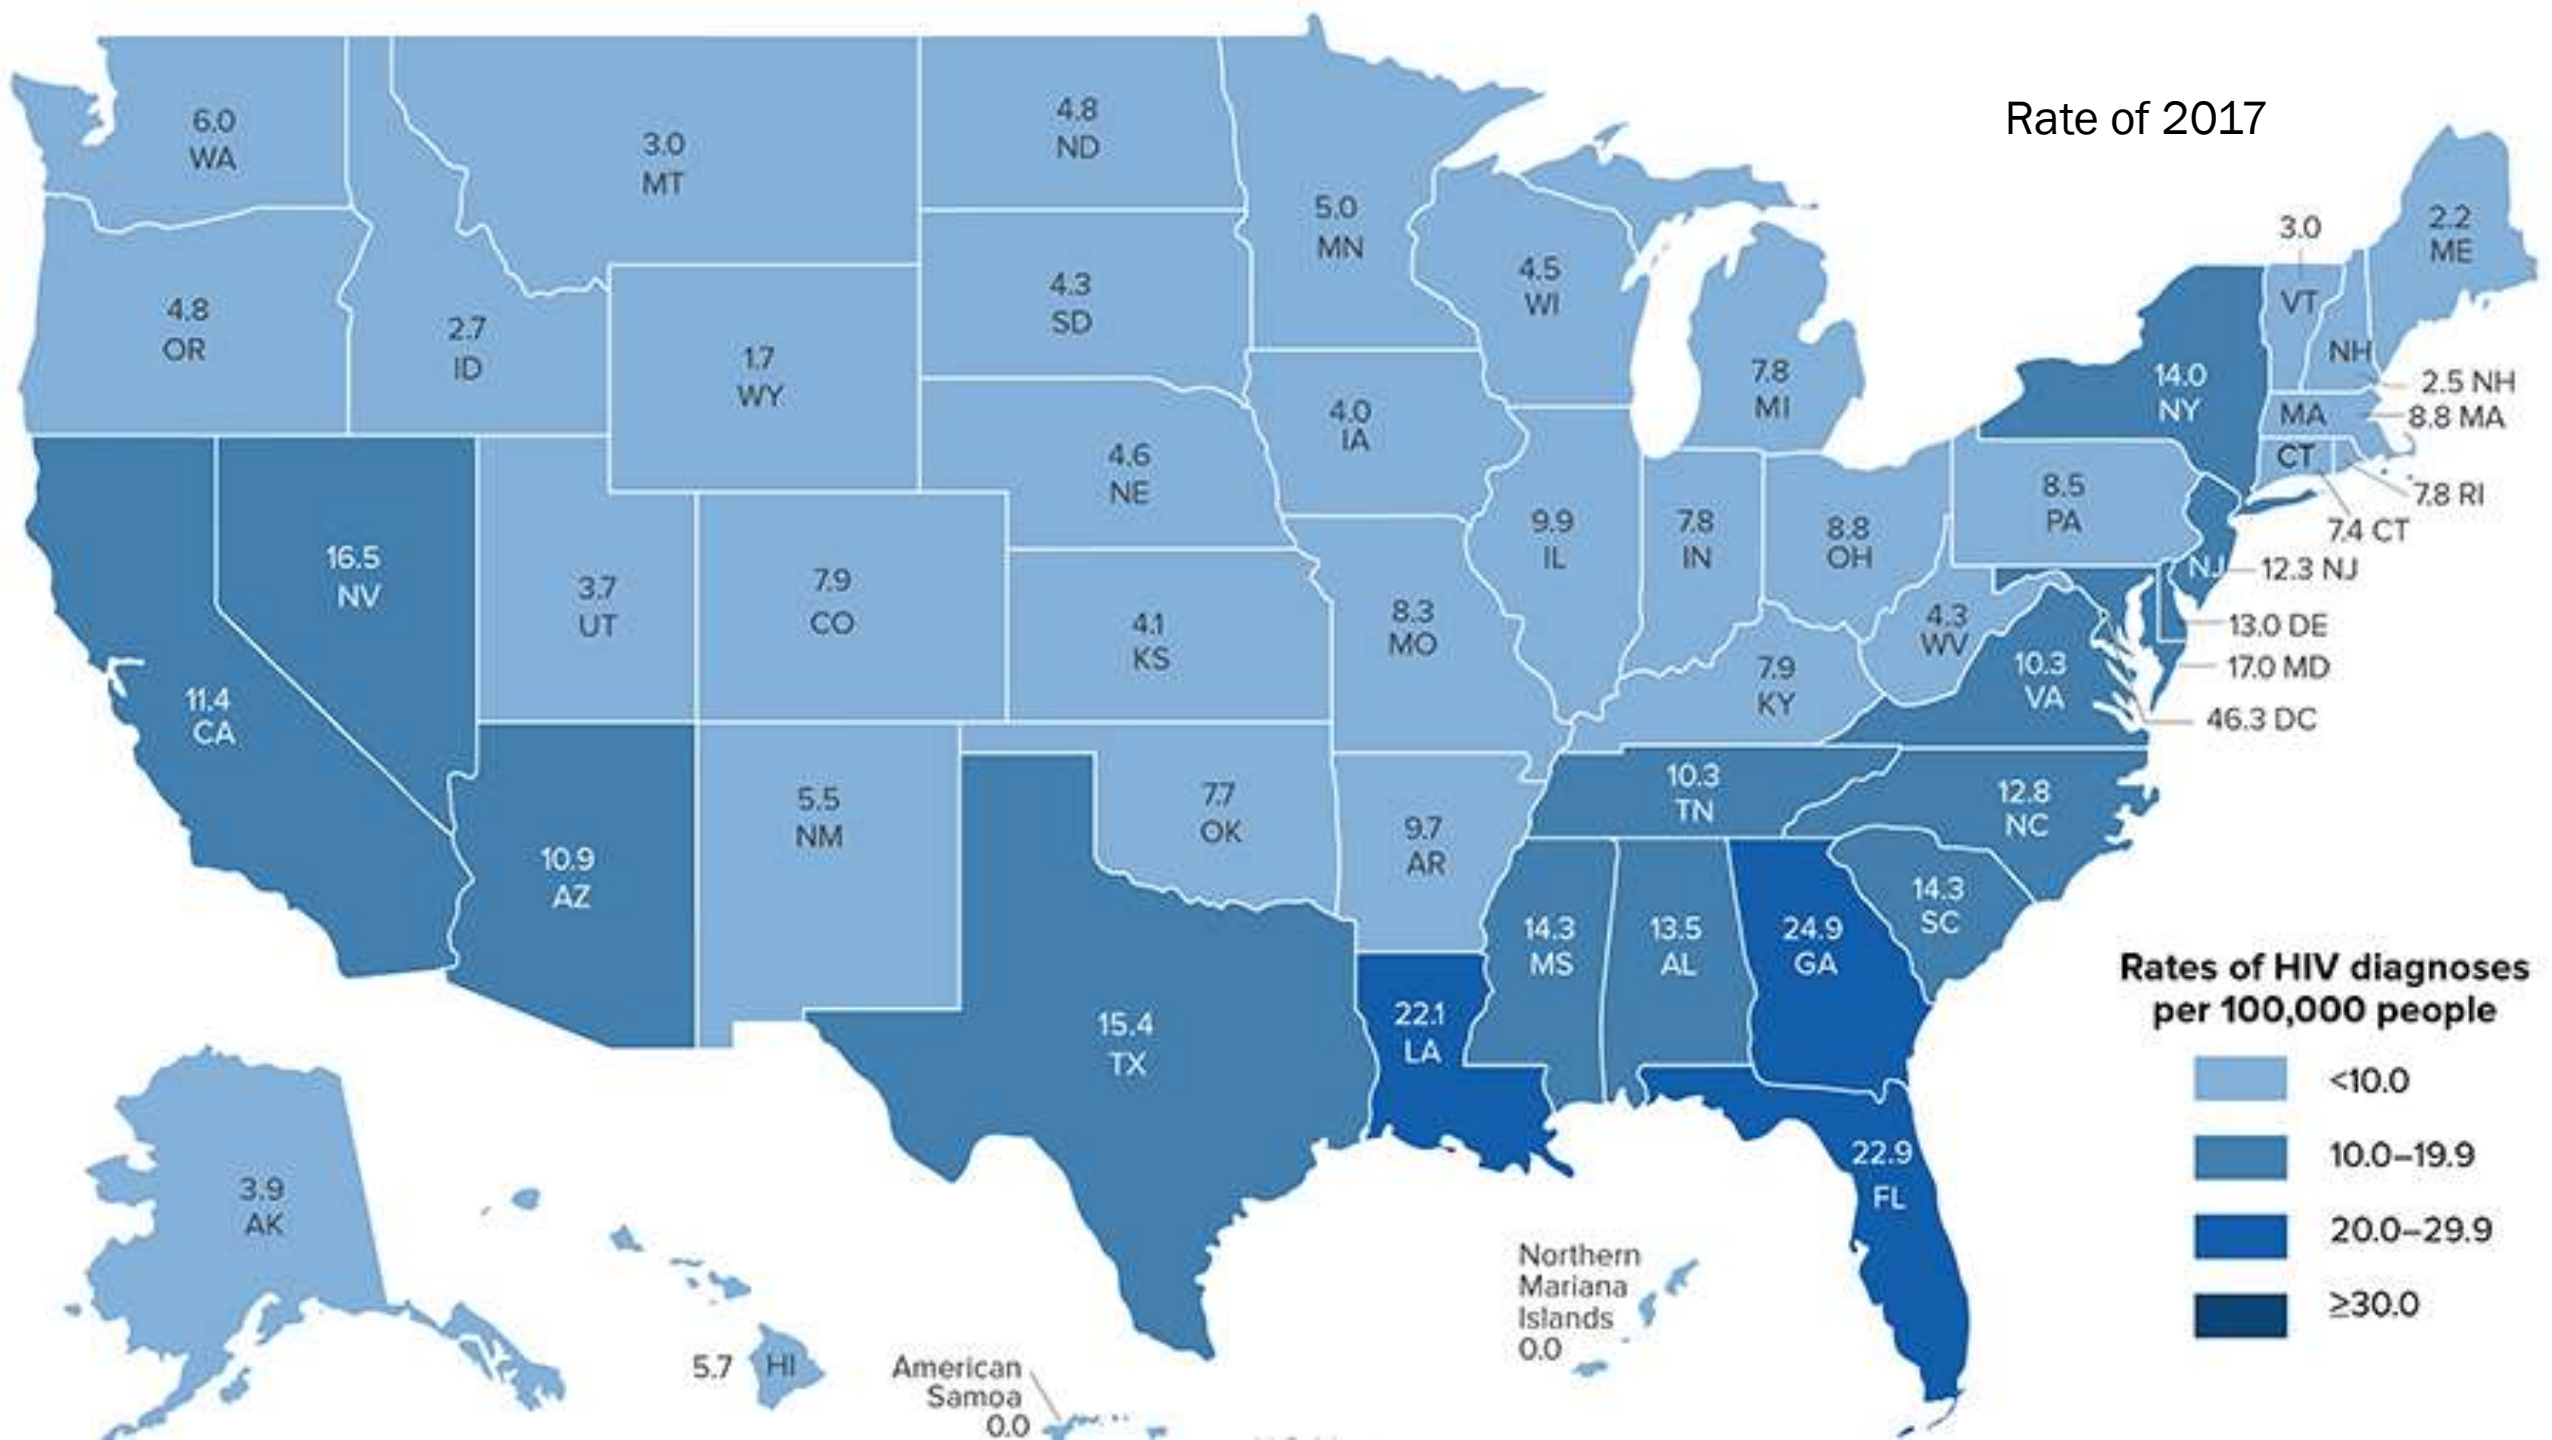 Rate of 2017
6.0
WA
3.0
MT
4.8
ND
5.0
MN
4.5
WI
3.0
VT
2.2
ME
4.8
OR
2.7
ID
1.7
WY
4.3
SD
4.0
IA
7.8
MI
14.0
NY
NH
2.5 NH
MA
8.8 MA
CT
7.8 RI
7.4 CT
16.5
NV
3.7
UT
7.9
CO
4.6
NE
9.9
IL
7.8
IN
8.8
OH
8.5
PA
NJ
12.3 NJ
11.4
CA
4.1
KS
8.3
MO
7.9
KY
4.3
WV
10.3
VA
13.0 DE
17.0 MD
46.3 DC
10.9
AZ
5.5
NM
7.7
OK
9.7
AR
10.3
TN
12.8
NC
15.4
TX
22.1
LA
14.3
MS
13.5
AL
24.9
GA
14.3
SC
22.9
FL
3.9
AK
5.7 HI
American
Samoa
0.0
Northern
Mariana
Islands
0.0
Rates of HIV diagnoses
per 100,000 people
<10.0
10.0–19.9
20.0–29.9
≥30.0